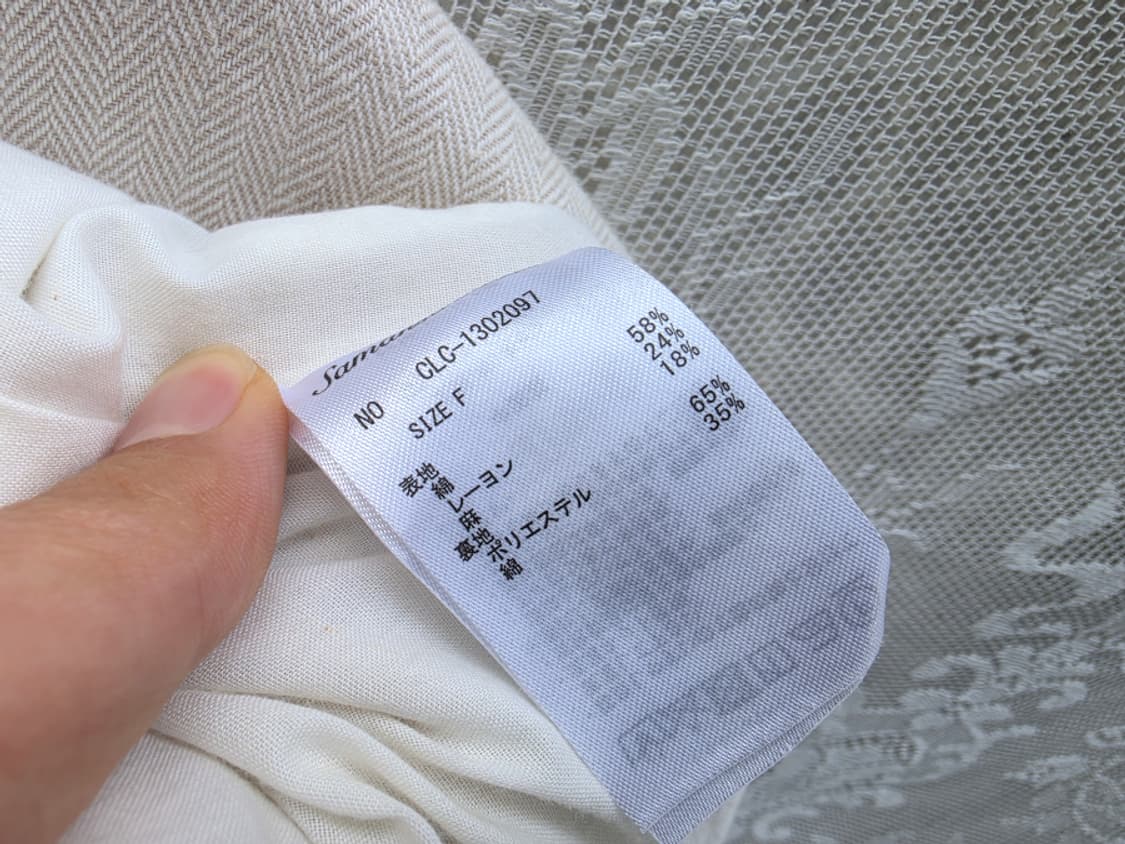 NO CLC-1302097
SIZE F
表地
綿 58%
レーヨン 24%
麻 18%
裏地
ポリエステル 65%
綿 35%